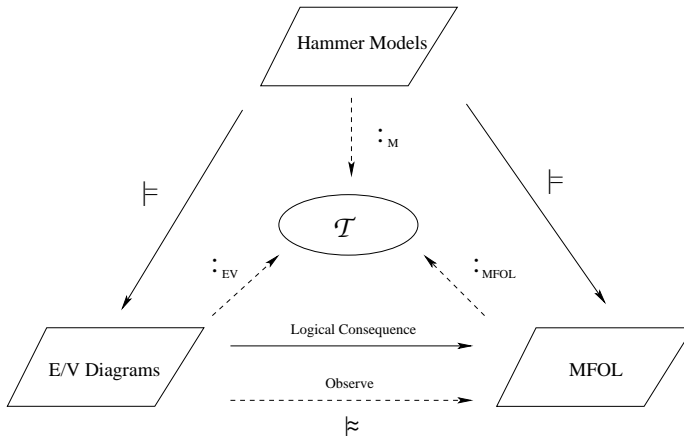 Hammer Models
:M
⊨
⊨
𝒯
:EV
:MFOL
Logical Consequence
E/V Diagrams
MFOL
Observe
|≈